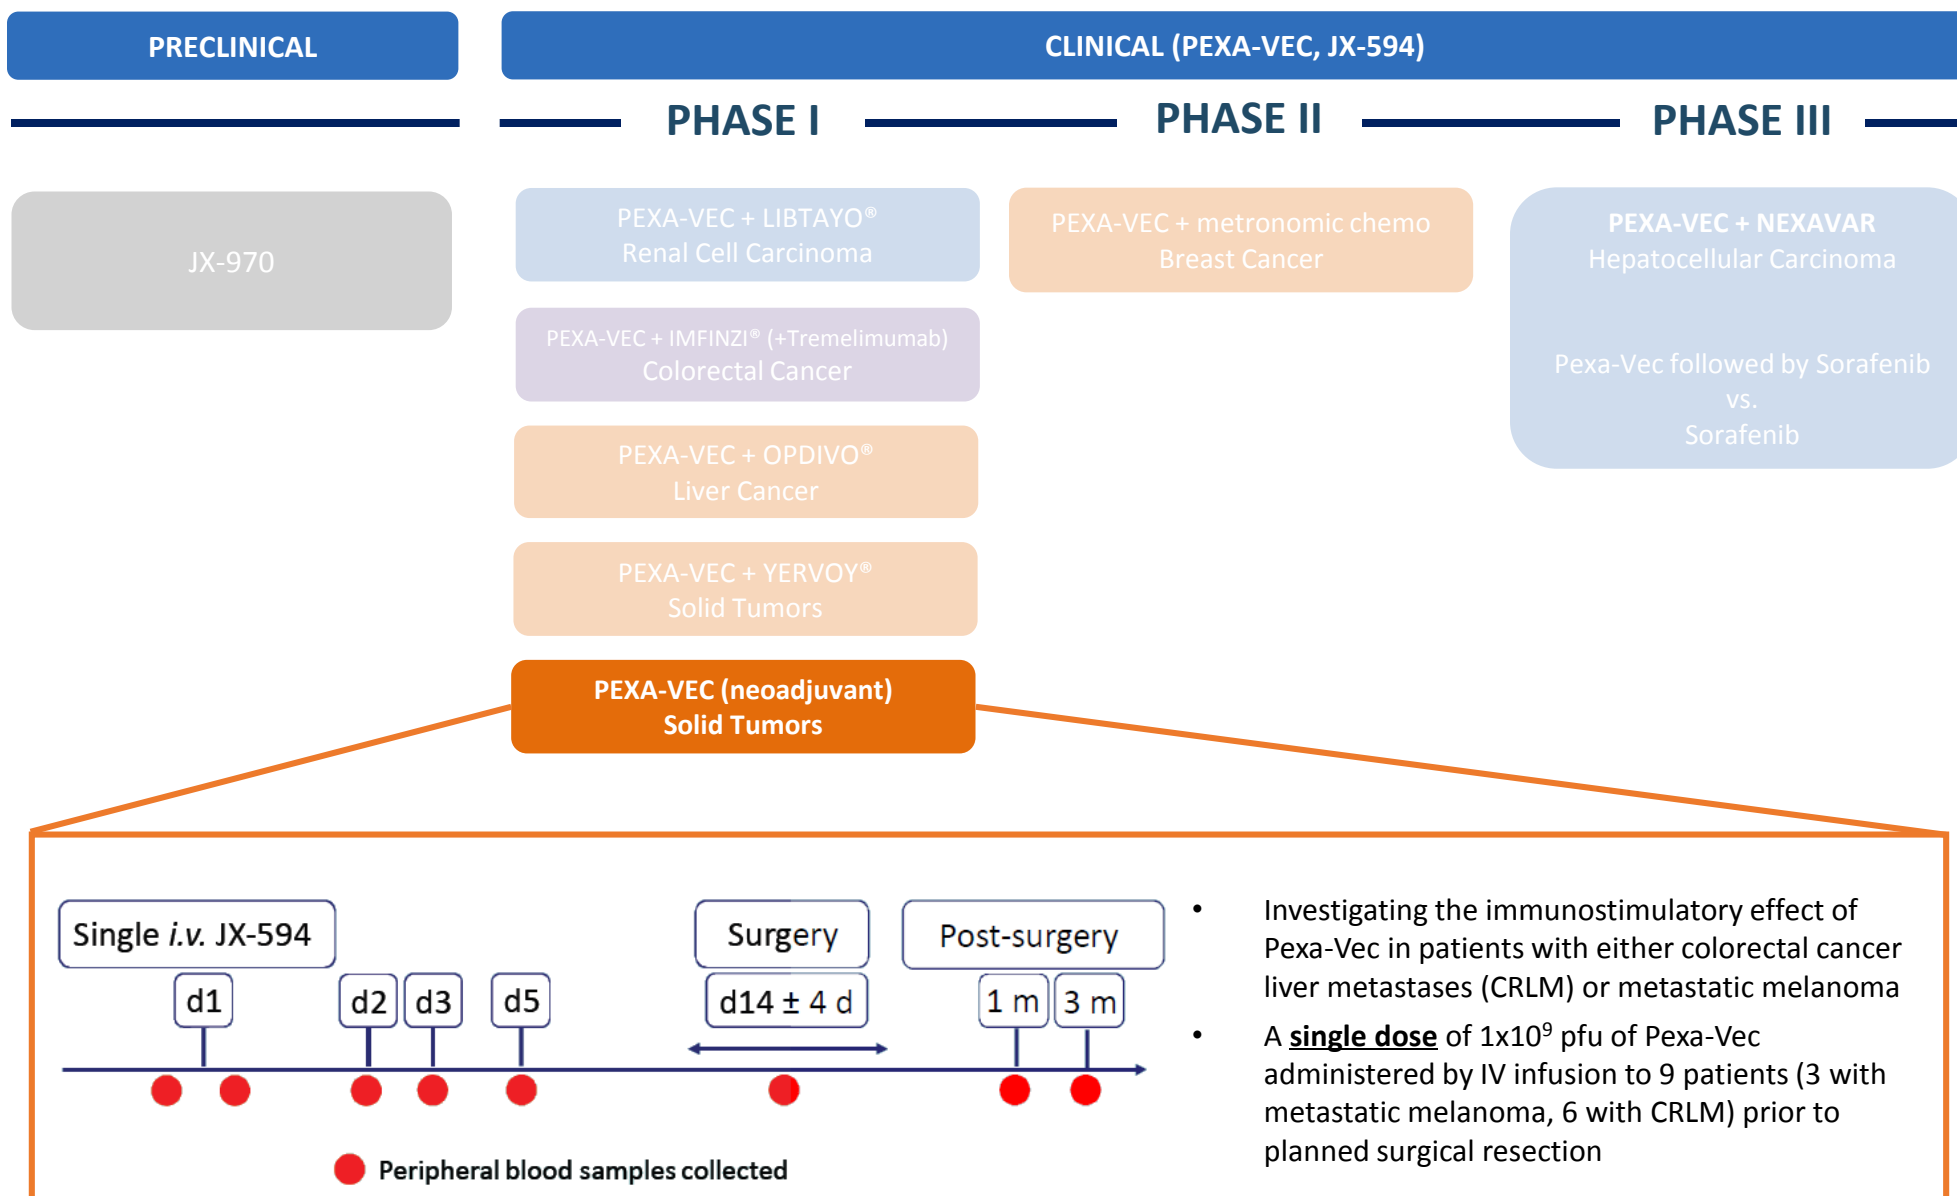 PRECLINICAL
CLINICAL (PEXA-VEC, JX-594)
PHASE I
PHASE II
PHASE III
JX-970
PEXA-VEC + LIBTAYO®
Renal Cell Carcinoma
PEXA-VEC + IMFINZI® (+Tremelimumab)
Colorectal Cancer
PEXA-VEC + OPDIVO®
Liver Cancer
PEXA-VEC + YERVOY®
Solid Tumors
PEXA-VEC (neoadjuvant)
Solid Tumors
PEXA-VEC + metronomic chemo
Breast Cancer
PEXA-VEC + NEXAVAR
Hepatocellular Carcinoma
Pexa-Vec followed by Sorafenib
vs.
Sorafenib
Single i.v. JX-594
Surgery
Post-surgery
d1
d2
d3
d5
d14 ± 4 d
1 m
3 m
Peripheral blood samples collected
• Investigating the immunostimulatory effect of
Pexa-Vec in patients with either colorectal cancer
liver metastases (CRLM) or metastatic melanoma
• A single dose of 1x10⁹ pfu of Pexa-Vec
administered by IV infusion to 9 patients (3 with
metastatic melanoma, 6 with CRLM) prior to
planned surgical resection